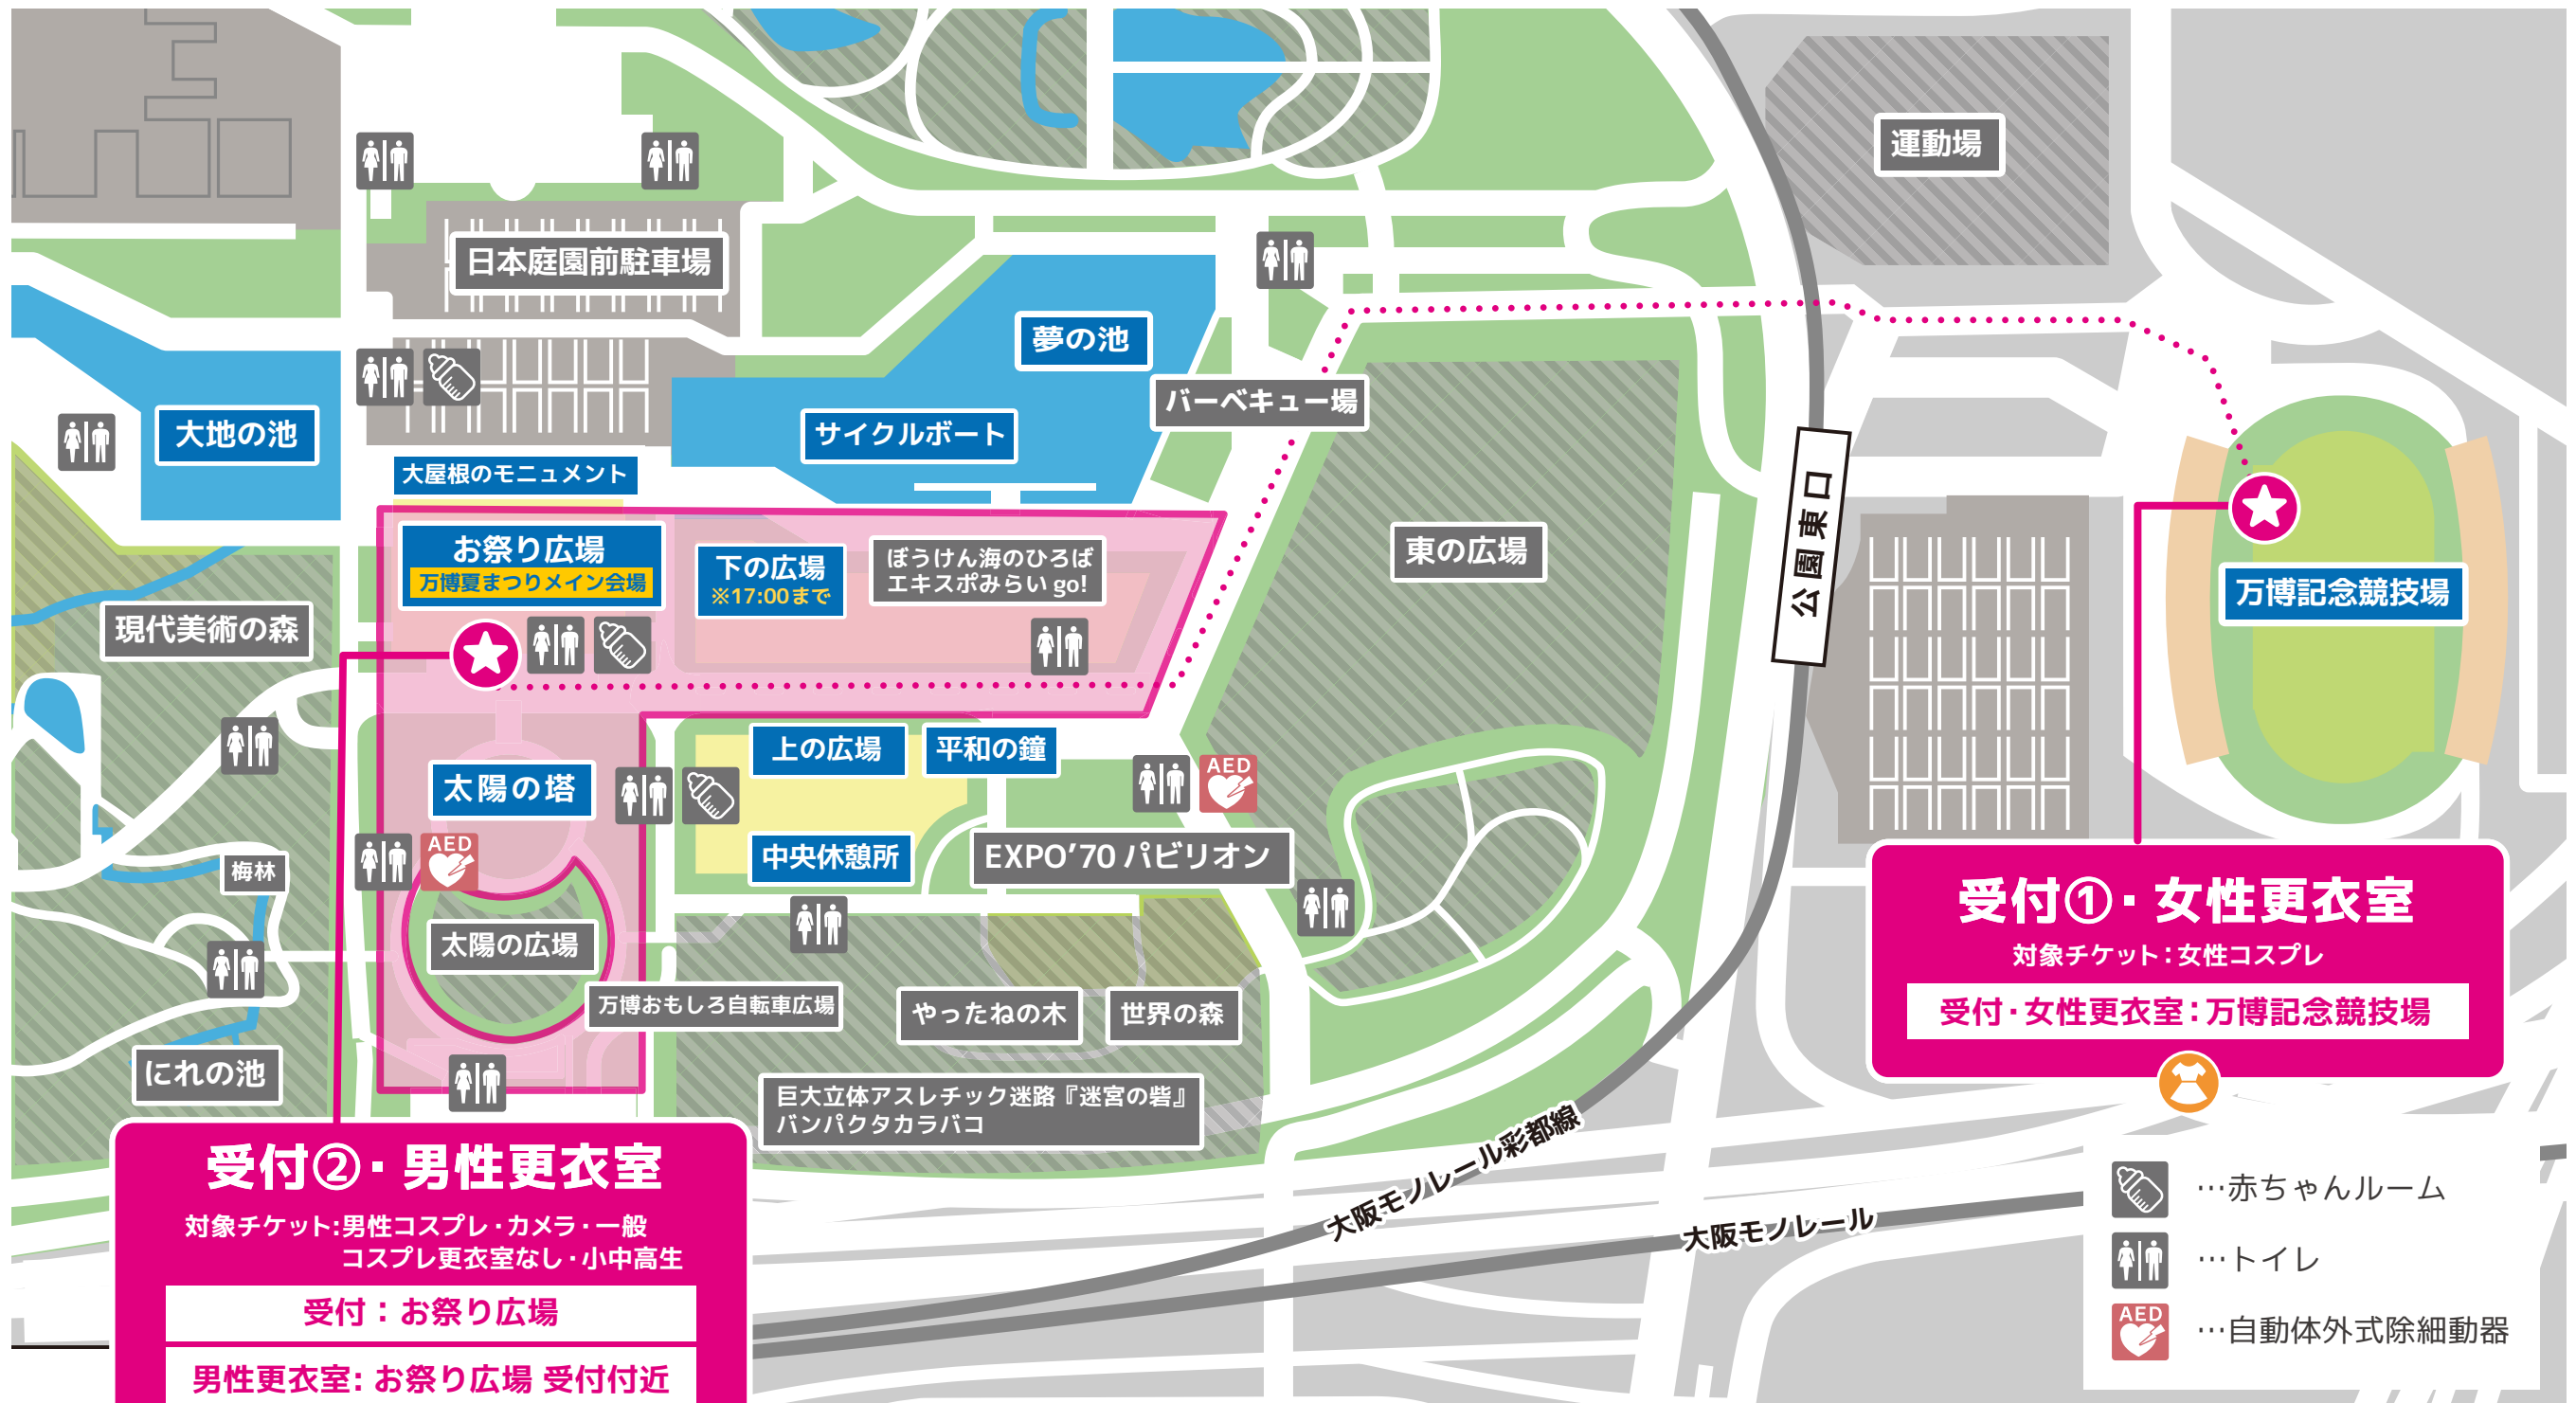 運動場
日本庭園前駐車場
夢の池
バーベキュー場
大地の池
サイクルボート
大屋根のモニュメント
お祭り広場
万博夏まつりメイン会場
下の広場
※17:00まで
ぼうけん海のひろば
エキスポみらい go!
東の広場
公園東口
万博記念競技場
現代美術の森
上の広場
平和の鐘
太陽の塔
AED
AED
中央休憩所
EXPO’70 パビリオン
梅林
太陽の広場
万博おもしろ自転車広場
やったねの木
世界の森
にれの池
巨大立体アスレチック迷路『迷宮の砦』
バンパクタカラバコ
受付①・女性更衣室
対象チケット：女性コスプレ
受付・女性更衣室：万博記念競技場
受付②・男性更衣室
対象チケット:男性コスプレ・カメラ・一般
コスプレ更衣室なし・小中高生
受付：お祭り広場
男性更衣室: お祭り広場 受付付近
大阪モノレール彩都線
大阪モノレール
…赤ちゃんルーム
…トイレ
AED
…自動体外式除細動器